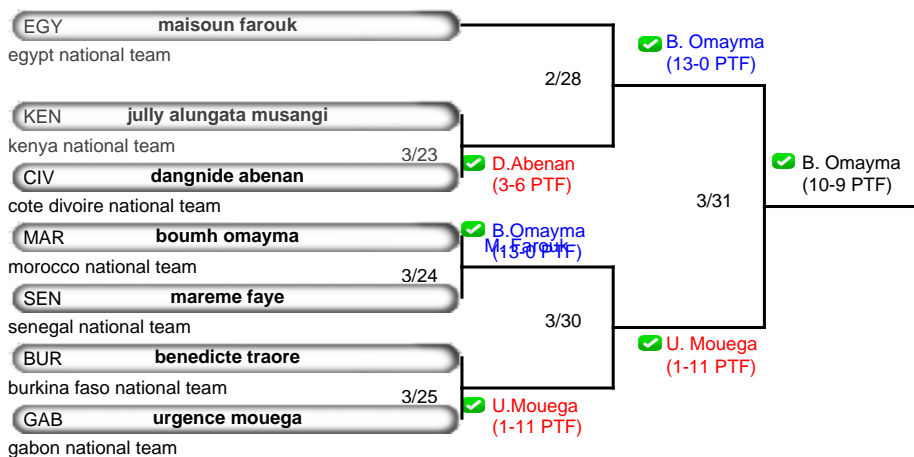 EGY maisoun farouk
egypt national team
2/28
B. Omayma
(13-0 PTF)
KEN jully alungata musangi
kenya national team
3/23
D.Abenan
(3-6 PTF)
CIV dangnide abenan
cote divoire national team
3/31
B. Omayma
(10-9 PTF)
MAR boumh omayma
morocco national team
B.Omayma
M. Farouk
(13-0 PTF)
3/24
SEN mareme faye
senegal national team
3/30
U. Mouega
(1-11 PTF)
BUR benedicte traore
burkina faso national team
3/25
U.Mouega
(1-11 PTF)
GAB urgence mouega
gabon national team